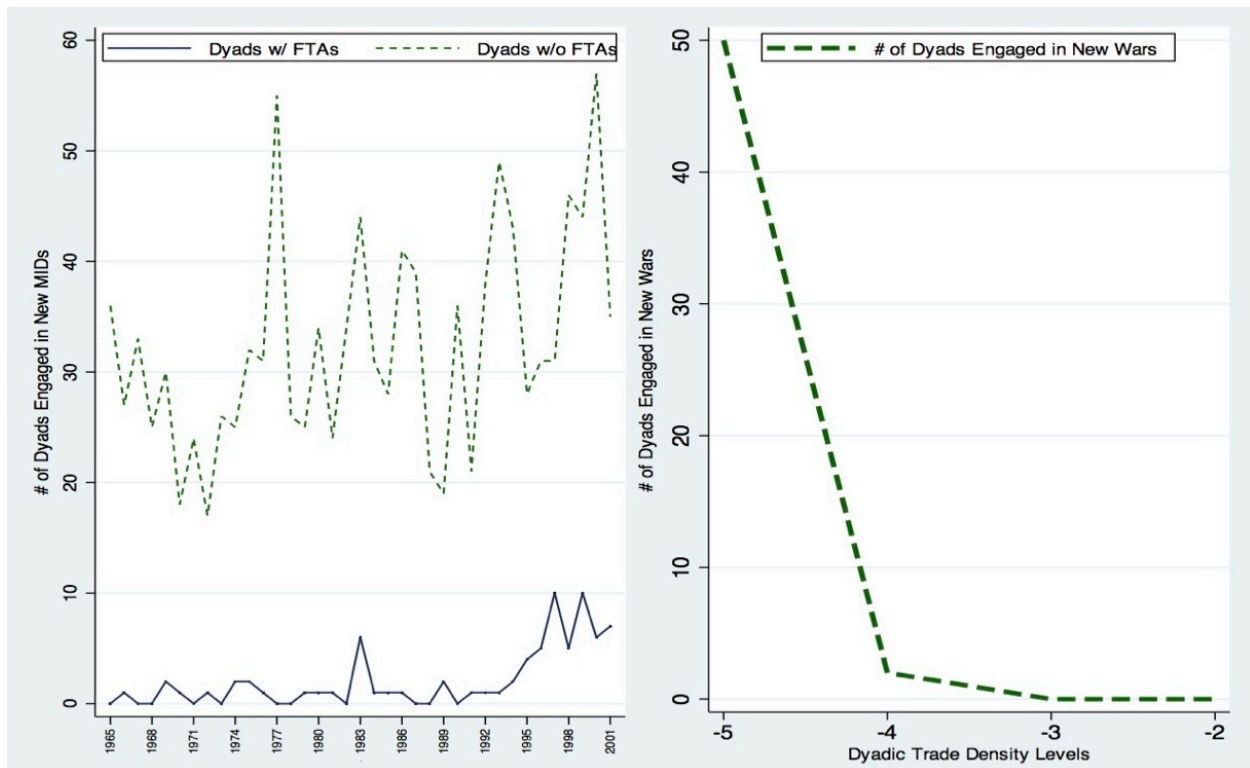 Dyads w/ FTAs Dyads w/o FTAs
# of Dyads Engaged in New MIDs
60
50
40
30
20
10
0
1965 1968 1971 1974 1977 1980 1983 1986 1989 1992 1995 1998 2001
# of Dyads Engaged in New Wars
# of Dyads Engaged in New Wars
50
40
30
20
10
0
-5 -4 -3 -2
Dyadic Trade Density Levels